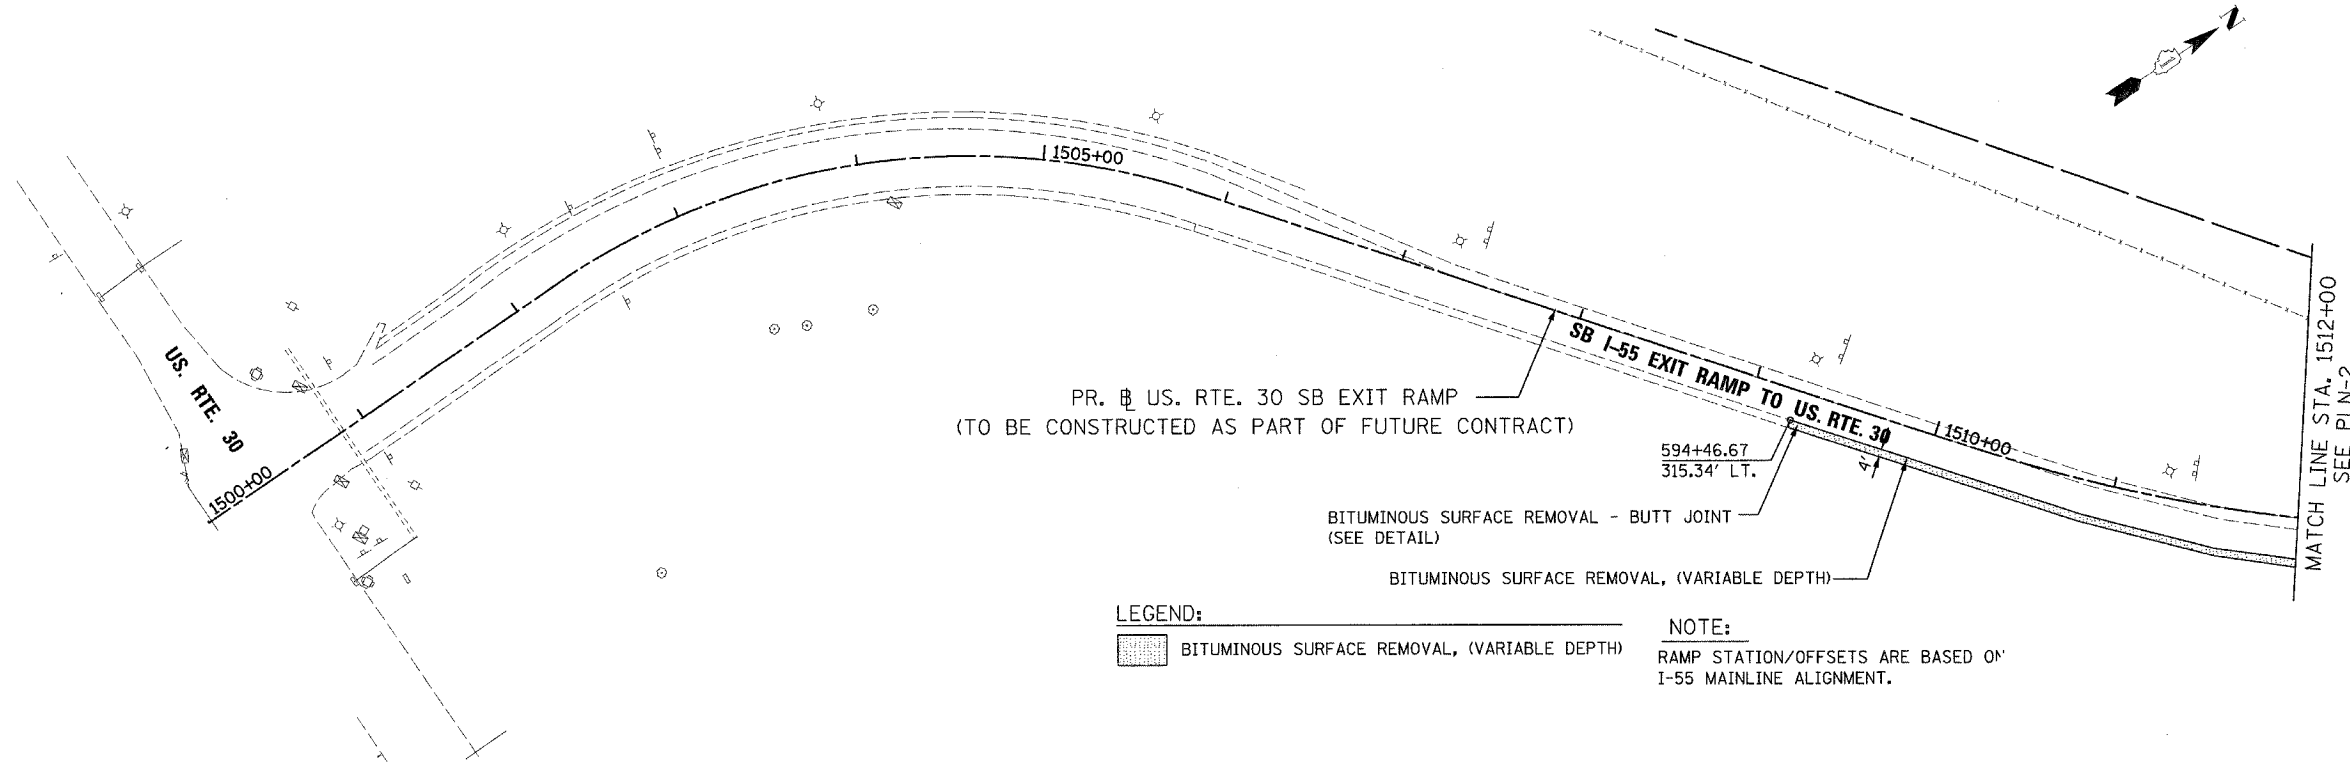 N
1505+00
US. RTE. 30
1500+00
PR. ⅊ US. RTE. 30 SB EXIT RAMP
(TO BE CONSTRUCTED AS PART OF FUTURE CONTRACT)
SB I-55 EXIT RAMP TO US. RTE. 30
1510+00
594+46.67
315.34' LT.
4'
BITUMINOUS SURFACE REMOVAL - BUTT JOINT
(SEE DETAIL)
BITUMINOUS SURFACE REMOVAL, (VARIABLE DEPTH)
MATCH LINE STA. 1512+00
SEE PLN-2
LEGEND:
BITUMINOUS SURFACE REMOVAL, (VARIABLE DEPTH)
NOTE:
RAMP STATION/OFFSETS ARE BASED ON
I-55 MAINLINE ALIGNMENT.